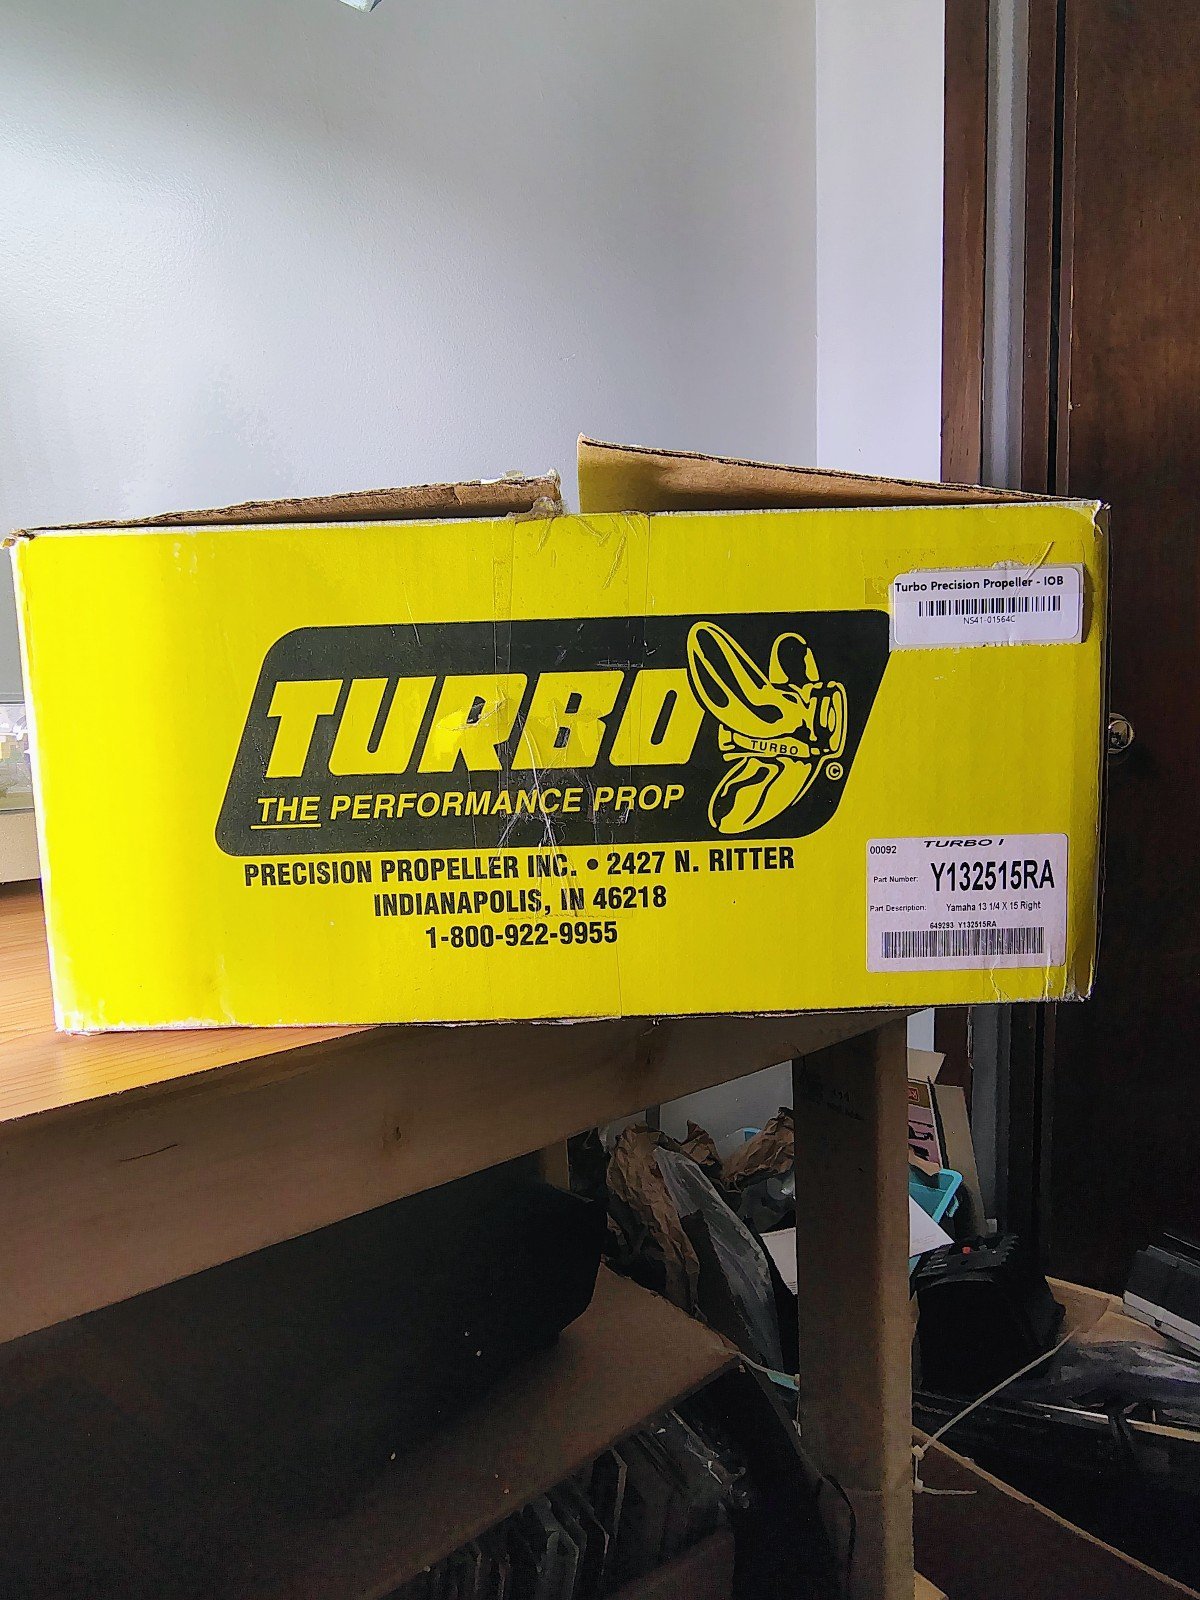 Turbo Precision Propeller - IOB
NS41-01564C
TURBO
TURBO
©
THE PERFORMANCE PROP
PRECISION PROPELLER INC. • 2427 N. RITTER
INDIANAPOLIS, IN 46218
1-800-922-9955
TURBO I
00092
Part Number: Y132515RA
Part Description: Yamaha 13 1/4 X 15 Right
649293 Y132515RA